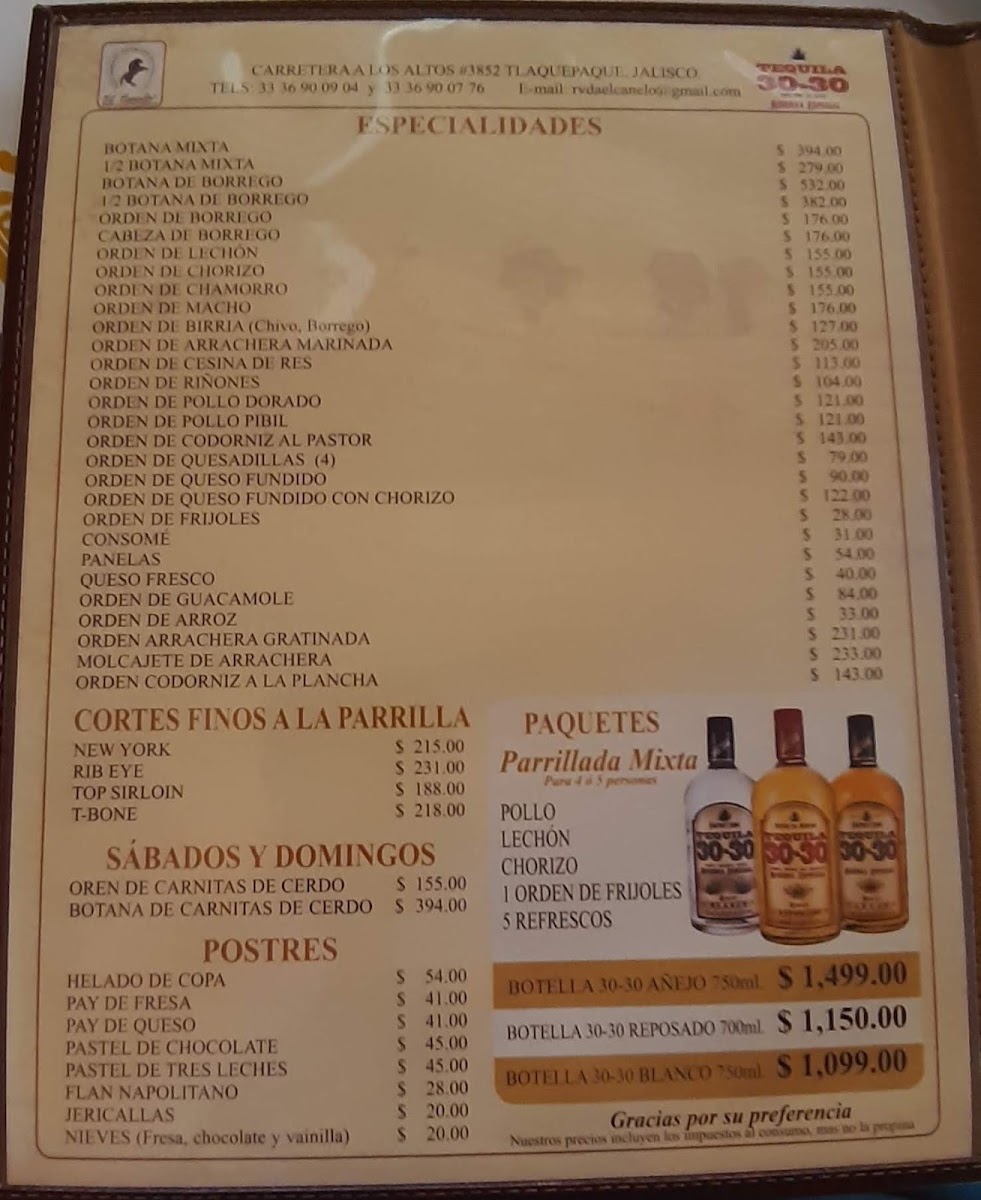 CARRETERA A LOS ALTOS #3852 TLAQUEPAQUE, JALISCO.
TELS: 33 36 90 09 04 y 33 36 90 07 76 E-mail rvdaelcanelo@gmail.com
TEQUILA
30-30
ESPECIALIDADES
BOTANA MIXTA $ 394.00
1/2 BOTANA MIXTA $ 279.00
BOTANA DE BORREGO $ 532.00
1/2 BOTANA DE BORREGO $ 382.00
ORDEN DE BORREGO $ 176.00
CABEZA DE BORREGO $ 176.00
ORDEN DE LECHÓN $ 155.00
ORDEN DE CHORIZO $ 155.00
ORDEN DE CHAMORRO $ 155.00
ORDEN DE MACHO $ 176.00
ORDEN DE BIRRIA (Chivo, Borrego) $ 127.00
ORDEN DE ARRACHERA MARINADA $ 205.00
ORDEN DE CESINA DE RES $ 113.00
ORDEN DE RIÑONES $ 104.00
ORDEN DE POLLO DORADO $ 121.00
ORDEN DE POLLO PIBIL $ 121.00
ORDEN DE CODORNIZ AL PASTOR $ 143.00
ORDEN DE QUESADILLAS (4) $ 79.00
ORDEN DE QUESO FUNDIDO $ 90.00
ORDEN DE QUESO FUNDIDO CON CHORIZO $ 122.00
ORDEN DE FRIJOLES $ 28.00
CONSOMÉ $ 31.00
PANELAS $ 54.00
QUESO FRESCO $ 40.00
ORDEN DE GUACAMOLE $ 84.00
ORDEN DE ARROZ $ 33.00
ORDEN ARRACHERA GRATINADA $ 231.00
MOLCAJETE DE ARRACHERA $ 233.00
ORDEN CODORNIZ A LA PLANCHA $ 143.00
CORTES FINOS A LA PARRILLA
NEW YORK $ 215.00
RIB EYE $ 231.00
TOP SIRLOIN $ 188.00
T-BONE $ 218.00
SÁBADOS Y DOMINGOS
OREN DE CARNITAS DE CERDO $ 155.00
BOTANA DE CARNITAS DE CERDO $ 394.00
POSTRES
HELADO DE COPA $ 54.00
PAY DE FRESA $ 41.00
PAY DE QUESO $ 41.00
PASTEL DE CHOCOLATE $ 45.00
PASTEL DE TRES LECHES $ 45.00
FLAN NAPOLITANO $ 28.00
JERICALLAS $ 20.00
NIEVES (Fresa, chocolate y vainilla) $ 20.00
PAQUETES
Parrillada Mixta
Para 4 ó 5 personas
POLLO
LECHÓN
CHORIZO
1 ORDEN DE FRIJOLES
5 REFRESCOS
TEQUILA
30-30
TEQUILA
30-30
TEQUILA
30-30
BOTELLA 30-30 AÑEJO 750ml. $ 1,499.00
BOTELLA 30-30 REPOSADO 700ml. $ 1,150.00
BOTELLA 30-30 BLANCO 750ml. $ 1,099.00
Gracias por su preferencia
Nuestros precios incluyen los impuestos al consumo, mas no la propina